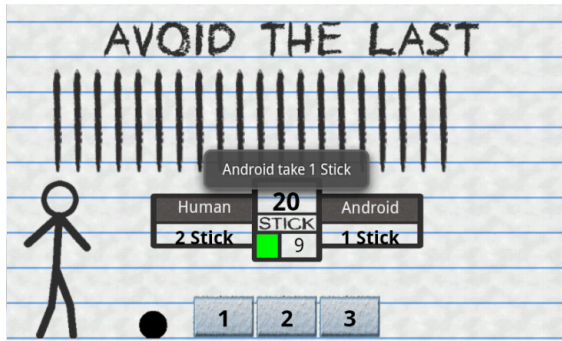 AVOID THE LAST
Android take 1 Stick
Human
20
Android
STICK
2 Stick
9
1 Stick
1
2
3